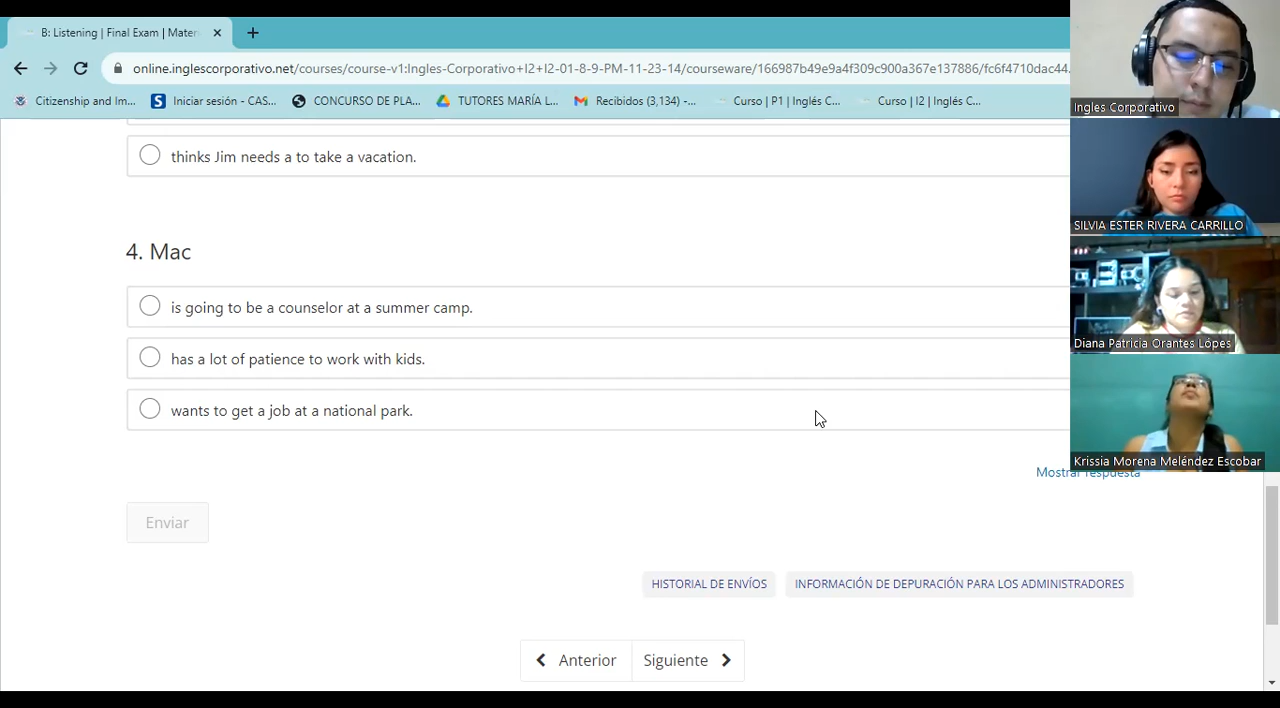 B: Listening | Final Exam | Mater
online.inglescorporativo.net/courses/course-v1:Ingles-Corporativo+I2+I2-01-8-9-PM-11-23-14/courseware/166987b49e9a4f309c900a367e137886/fc6f4710dac44.
Citizenship and Im... Iniciar sesión - CAS... CONCURSO DE PLA... TUTORES MARÍA L... Recibidos (3,134) -... Curso | P1 | Inglés C... Curso | I2 | Inglés C...
Ingles Corporativo
thinks Jim needs a to take a vacation.
SILVIA ESTER RIVERA CARRILLO
4. Mac
is going to be a counselor at a summer camp.
Diana Patricia Orantes Lópes
has a lot of patience to work with kids.
wants to get a job at a national park.
Krissia Morena Meléndez Escobar
Mostrar respuesta
Enviar
HISTORIAL DE ENVÍOS INFORMACIÓN DE DEPURACIÓN PARA LOS ADMINISTRADORES
Anterior Siguiente